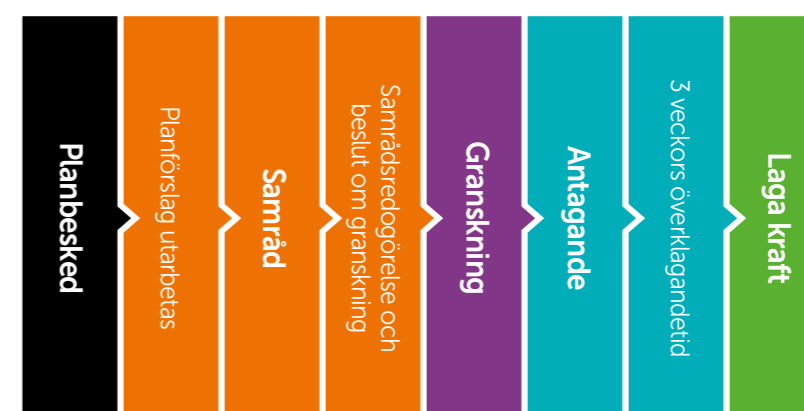 Planbesked
Planförslag utarbetas
Samråd
Samrådsredogörelse och
beslut om granskning
Granskning
Antagande
3 veckors överklagandetid
Laga kraft